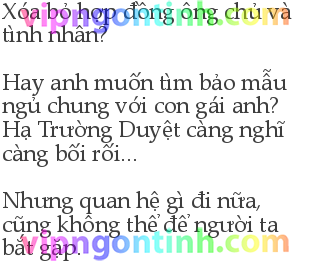 Xóa bỏ hợp đồng ông chủ và
tình nhân?
Hay anh muốn tìm bảo mẫu
ngủ chung với con gái anh?
Hạ Trường Duyệt càng nghĩ
càng bối rối...
Nhưng quan hệ gì đi nữa,
cũng không thể để người ta
bắt gặp.
vipngontinh.com
vipngontinh.com